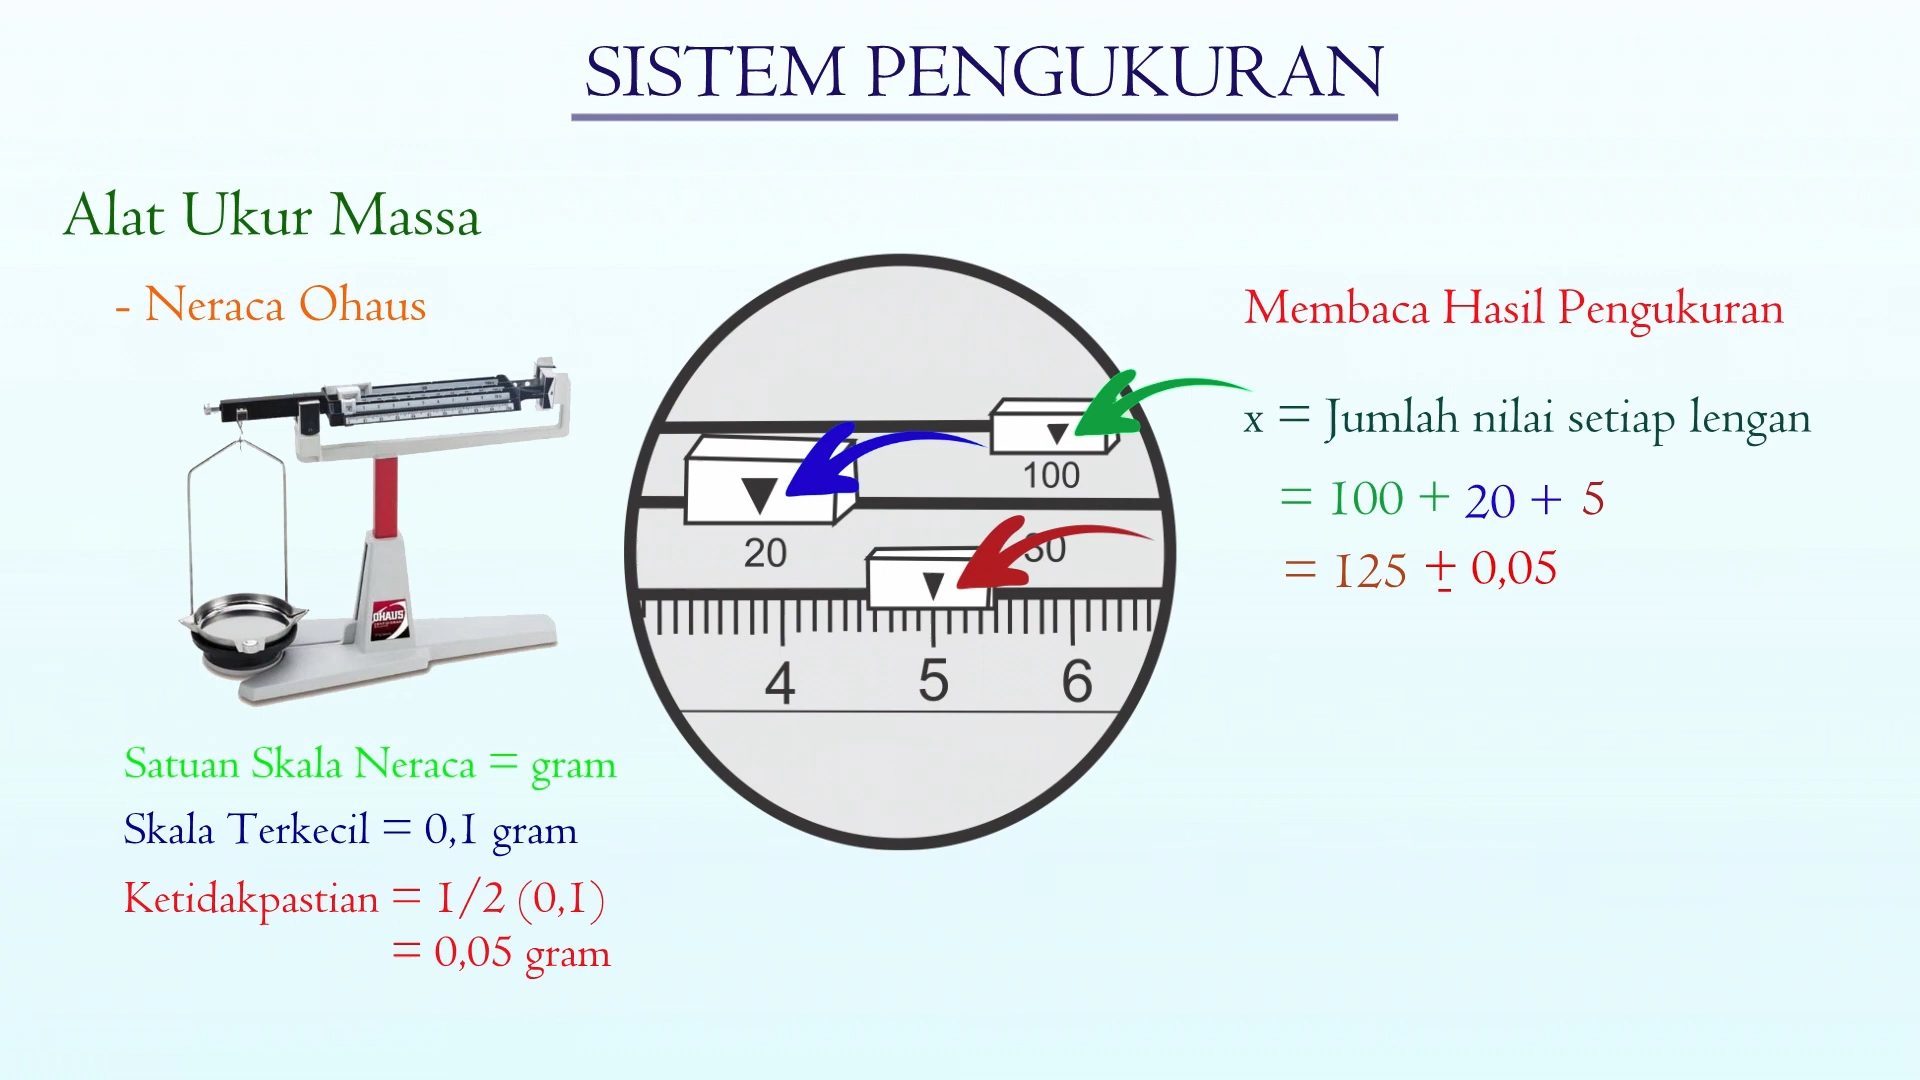 SISTEM PENGUKURAN
Alat Ukur Massa
- Neraca Ohaus
OHAUS
Satuan Skala Neraca = gram
Skala Terkecil = 0,1 gram
Ketidakpastian = 1/2 (0,1)
= 0,05 gram
100
20
30
4 5 6
Membaca Hasil Pengukuran
x = Jumlah nilai setiap lengan
= 100 + 20 + 5
= 125 ± 0,05